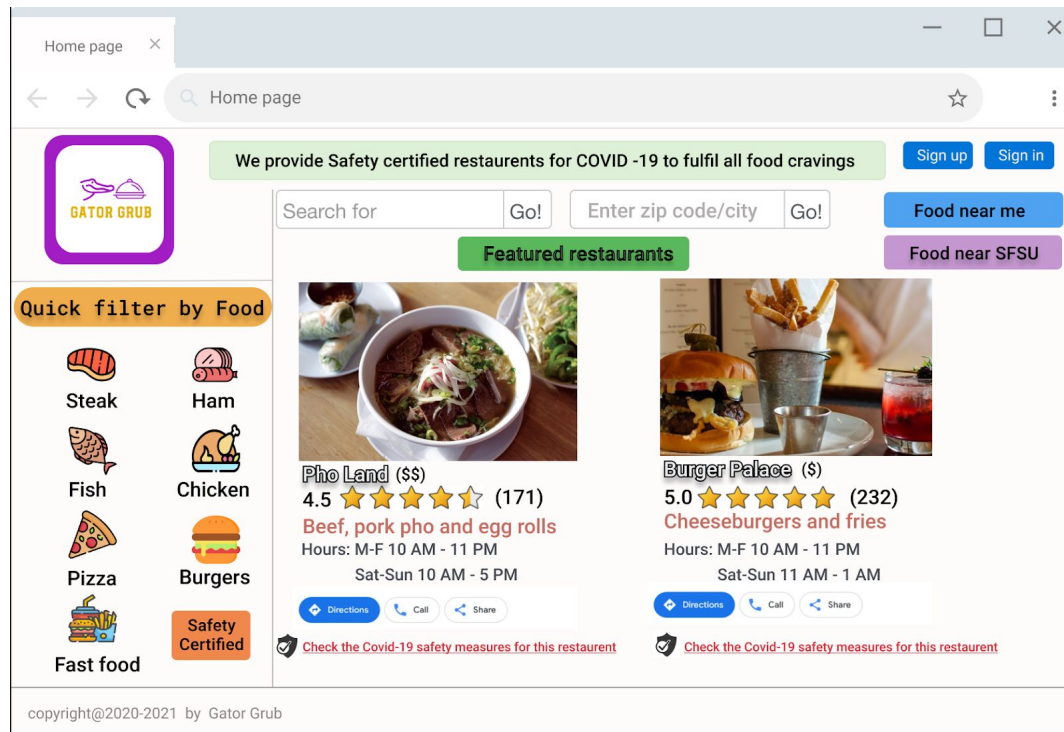 Home page
Home page
GATOR GRUB
We provide Safety certified restaurents for COVID -19 to fulfil all food cravings
Sign up
Sign in
Search for
Go!
Enter zip code/city
Go!
Food near me
Featured restaurants
Food near SFSU
Quick filter by Food
Steak
Ham
Fish
Chicken
Pizza
Burgers
Fast food
Safety
Certified
Pho Land ($$)
4.5 (171)
Beef, pork pho and egg rolls
Hours: M-F 10 AM - 11 PM
Sat-Sun 10 AM - 5 PM
Directions
Call
Share
Check the Covid-19 safety measures for this restaurent
Burger Palace ($)
5.0 (232)
Cheeseburgers and fries
Hours: M-F 10 AM - 11 PM
Sat-Sun 11 AM - 1 AM
Directions
Call
Share
Check the Covid-19 safety measures for this restaurent
copyright@2020-2021 by Gator Grub